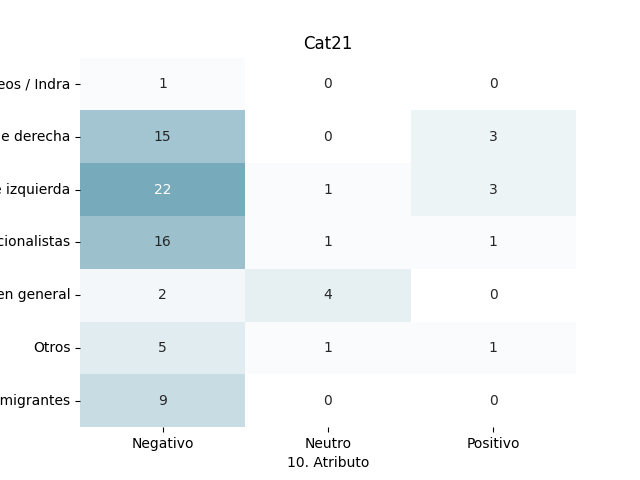 Cat21
eos / Indra 1 0 0
e derecha 15 0 3
e izquierda 22 1 3
cionalistas 16 1 1
en general 2 4 0
Otros 5 1 1
migrantes 9 0 0
Negativo Neutro Positivo
10. Atributo